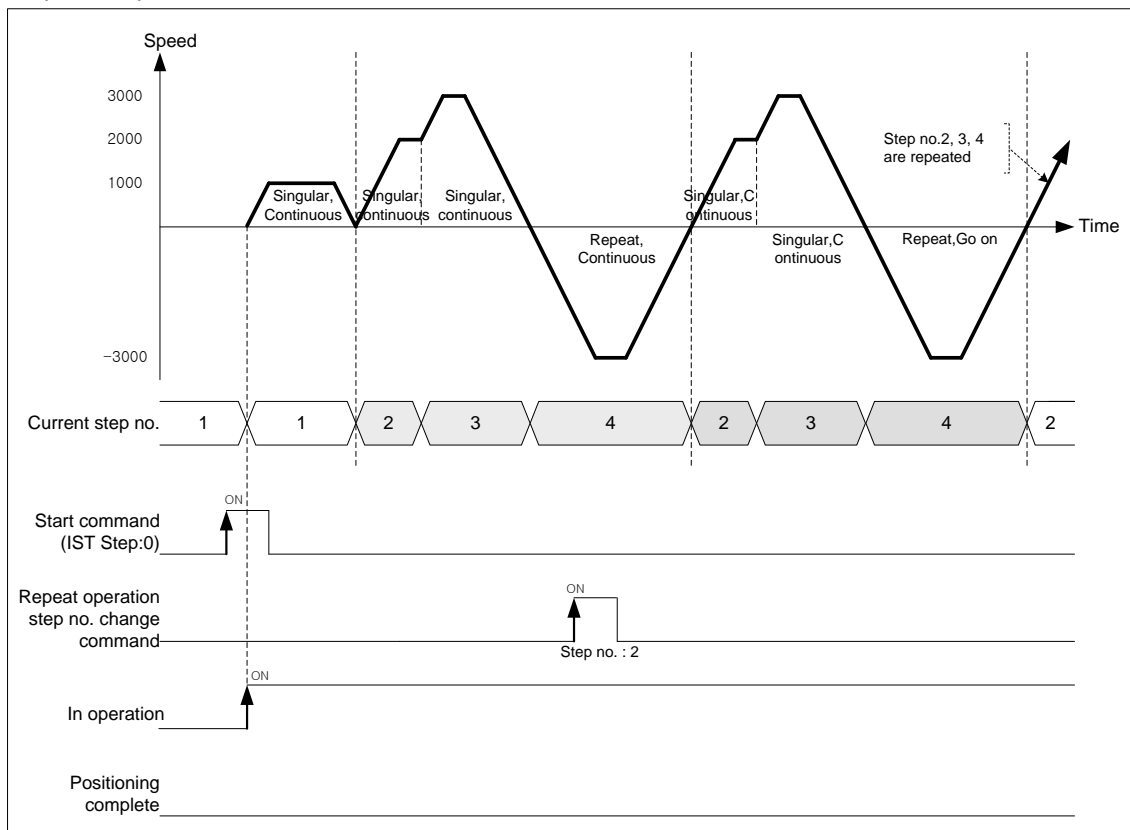 Speed
3000
2000
1000
-3000
Singular,
Continuous
Singular,
continuous
Singular,
continuous
Repeat,
Continuous
Singular,C
ontinuous
Singular,C
ontinuous
Repeat,Go on
Step no.2, 3, 4
are repeated
Time
Current step no.
1
1
2
3
4
2
3
4
2
Start command
(IST Step:0)
ON
Repeat operation
step no. change
command
ON
Step no. : 2
In operation
ON
Positioning
complete